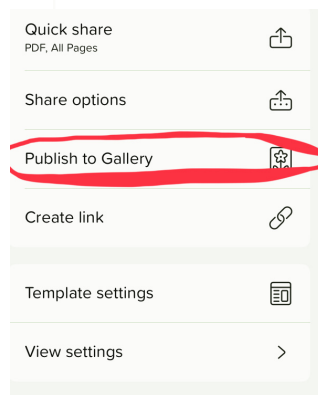 Quick share
PDF, All Pages
Share options
Publish to Gallery
Create link
Template settings
View settings